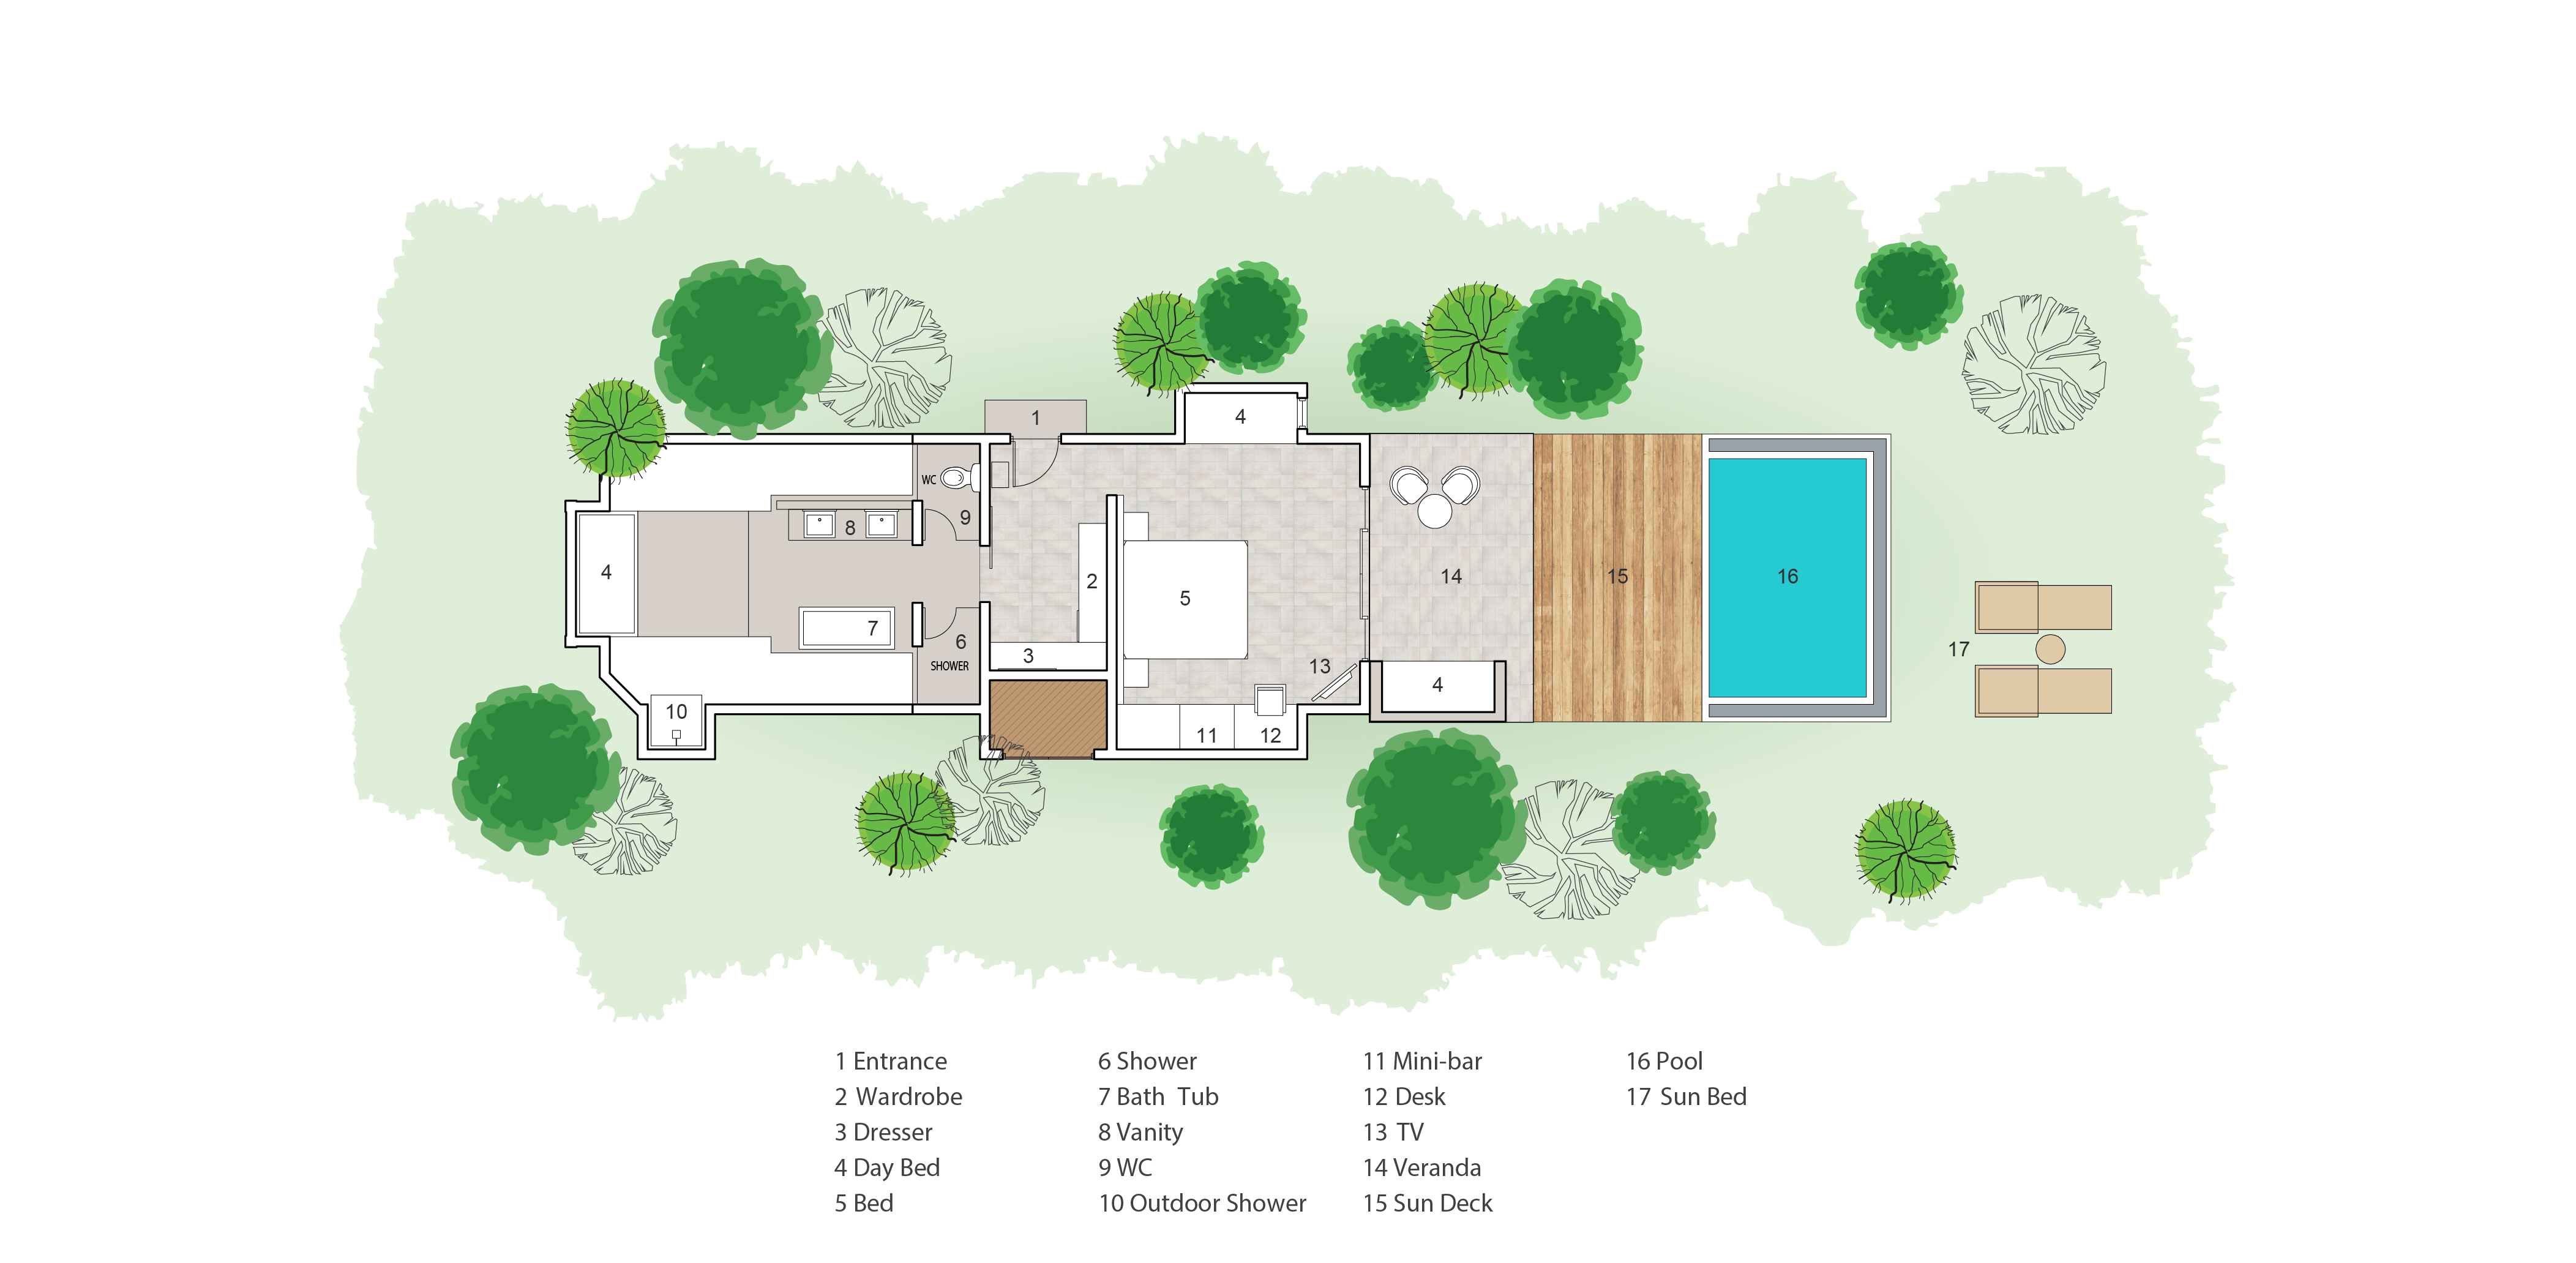 1
4
WC
9
8
4
2
5
14
15
16
7
6
SHOWER
3
13
17
4
10
11
12
1 Entrance
2 Wardrobe
3 Dresser
4 Day Bed
5 Bed
6 Shower
7 Bath Tub
8 Vanity
9 WC
10 Outdoor Shower
11 Mini-bar
12 Desk
13 TV
14 Veranda
15 Sun Deck
16 Pool
17 Sun Bed